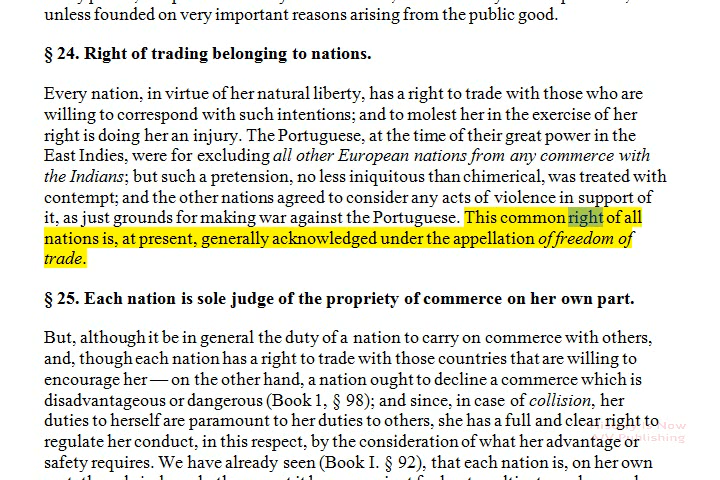 unless founded on very important reasons arising from the public good.
§ 24. Right of trading belonging to nations.
Every nation, in virtue of her natural liberty, has a right to trade with those who are
willing to correspond with such intentions; and to molest her in the exercise of her
right is doing her an injury. The Portuguese, at the time of their great power in the
East Indies, were for excluding all other European nations from any commerce with
the Indians; but such a pretension, no less iniquitous than chimerical, was treated with
contempt; and the other nations agreed to consider any acts of violence in support of
it, as just grounds for making war against the Portuguese. This common right of all
nations is, at present, generally acknowledged under the appellation of freedom of
trade.
§ 25. Each nation is sole judge of the propriety of commerce on her own part.
But, although it be in general the duty of a nation to carry on commerce with others,
and, though each nation has a right to trade with those countries that are willing to
encourage her — on the other hand, a nation ought to decline a commerce which is
disadvantageous or dangerous (Book 1, § 98); and since, in case of collision, her
duties to herself are paramount to her duties to others, she has a full and clear right to
regulate her conduct, in this respect, by the consideration of what her advantage or
safety requires. We have already seen (Book I. § 92), that each nation is, on her own
Now
Publishing